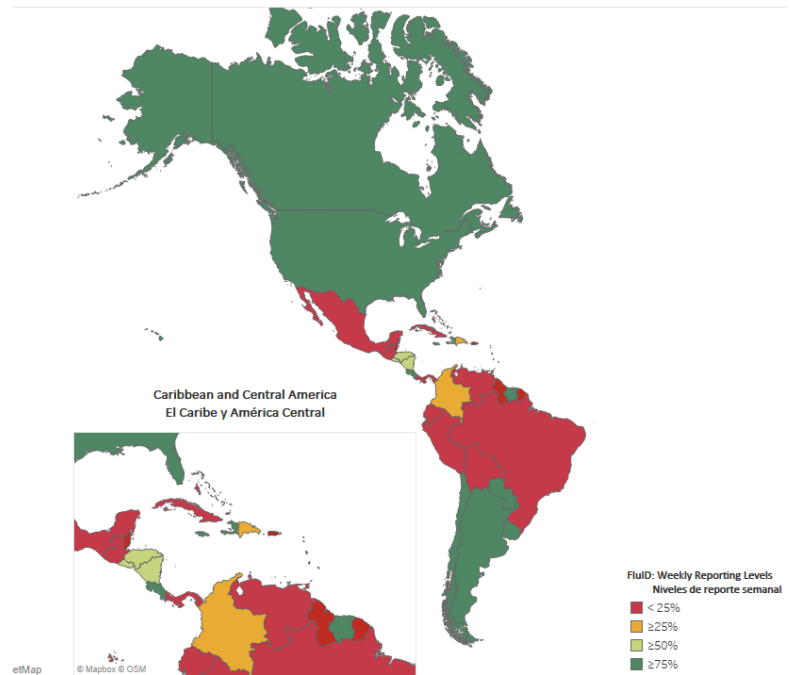 Caribbean and Central America
El Caribe y América Central
FluID: Weekly Reporting Levels
Niveles de reporte semanal
< 25%
≥25%
≥50%
≥75%
etMap
© Mapbox © OSM